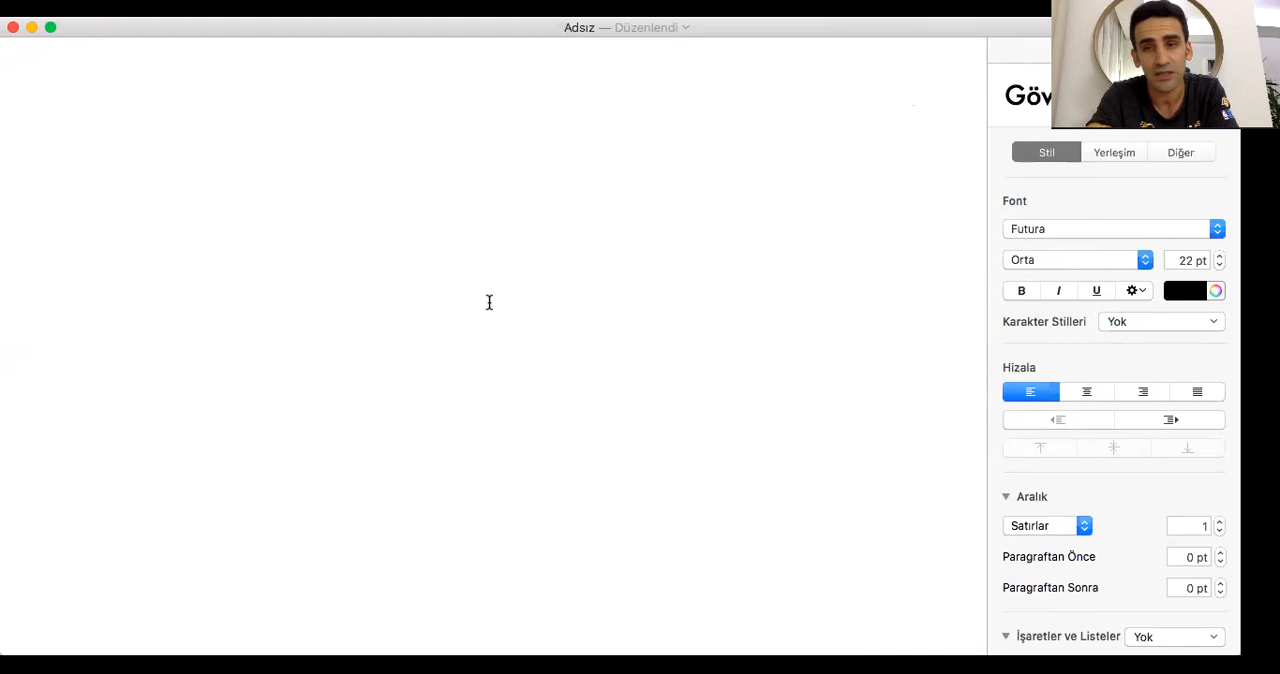 Adsız — Düzenlendi
Stil Yerleşim Diğer
Font
Futura
Orta 22 pt
B I U
Karakter Stilleri Yok
Hizala
Aralık
Satırlar 1
Paragraftan Önce 0 pt
Paragraftan Sonra 0 pt
İşaretler ve Listeler Yok